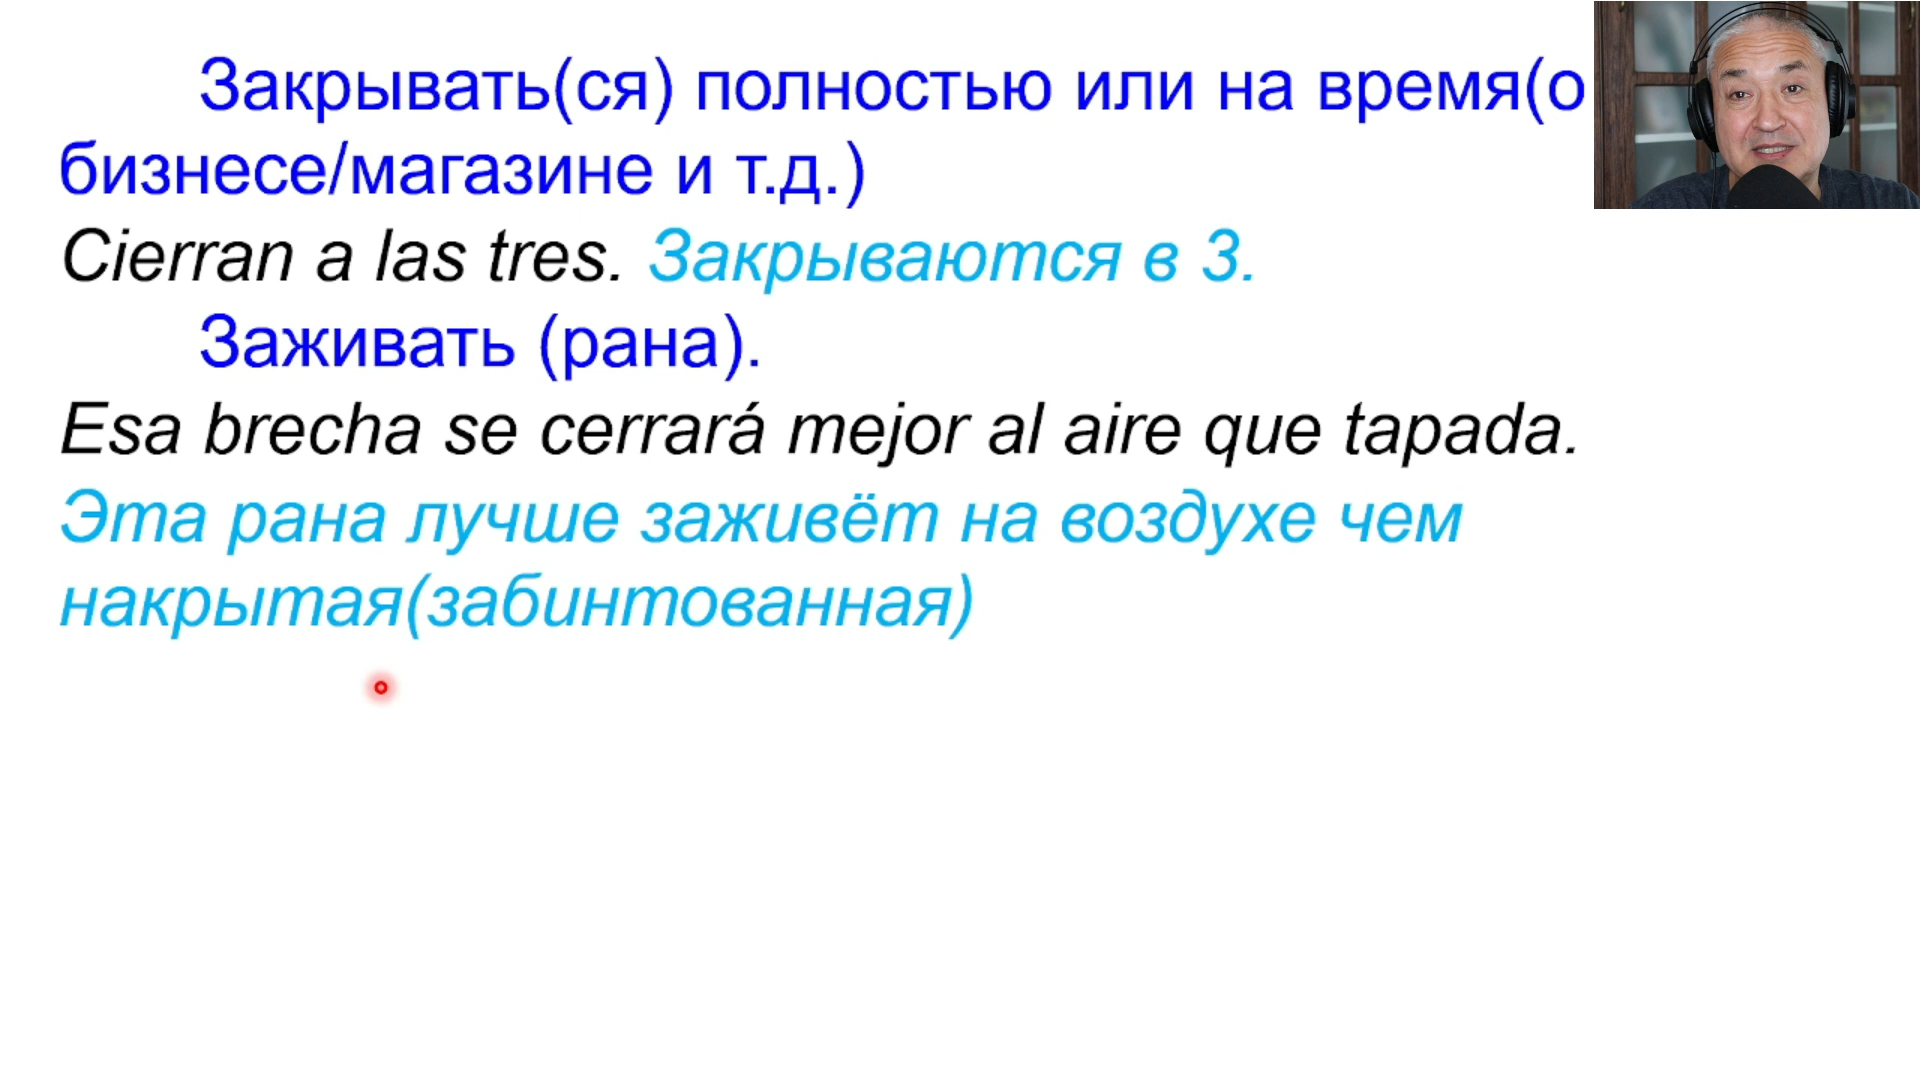 Закрывать(ся) полностью или на время(о
бизнесе/магазине и т.д.)
Cierran a las tres. Закрываются в 3.
Заживать (рана).
Esa brecha se cerrará mejor al aire que tapada.
Эта рана лучше заживёт на воздухе чем
накрытая(забинтованная)